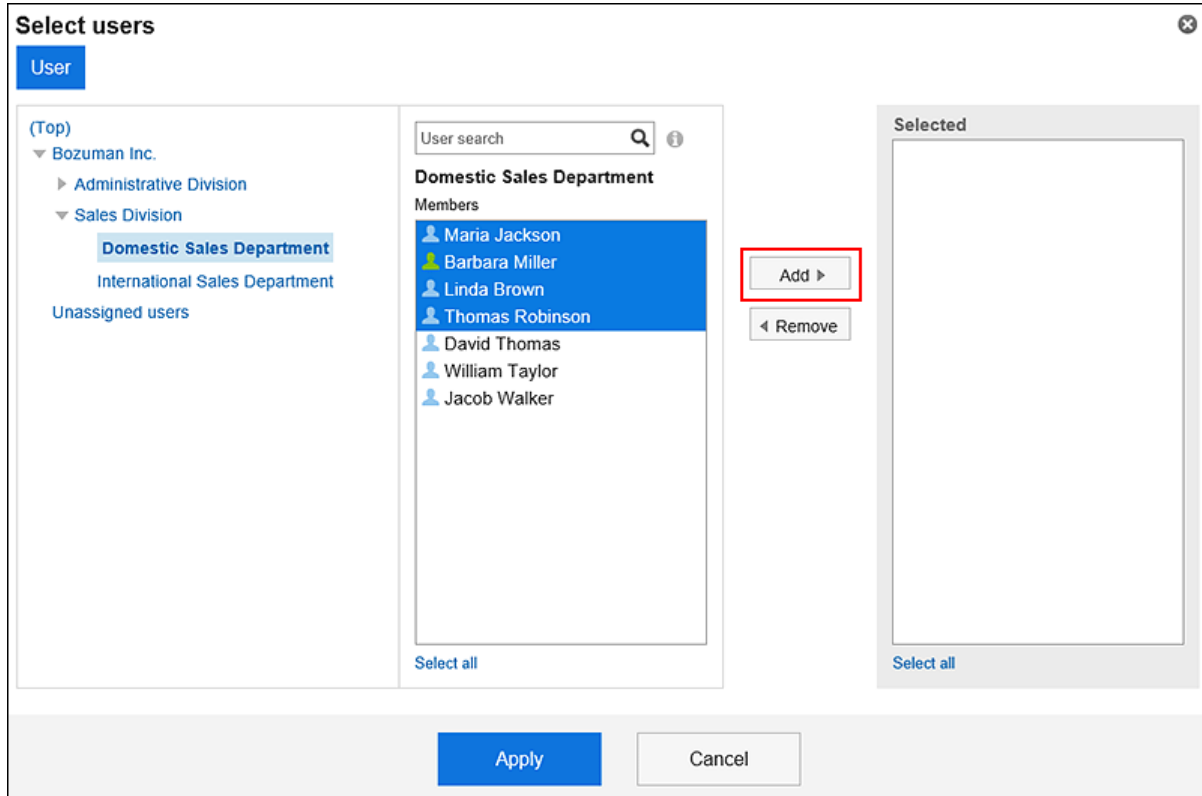 Select users
User
(Top)
Bozuman Inc.
Administrative Division
Sales Division
Domestic Sales Department
International Sales Department
Unassigned users
User search
Domestic Sales Department
Members
Maria Jackson
Barbara Miller
Linda Brown
Thomas Robinson
David Thomas
William Taylor
Jacob Walker
Select all
Add
Remove
Selected
Select all
Apply
Cancel